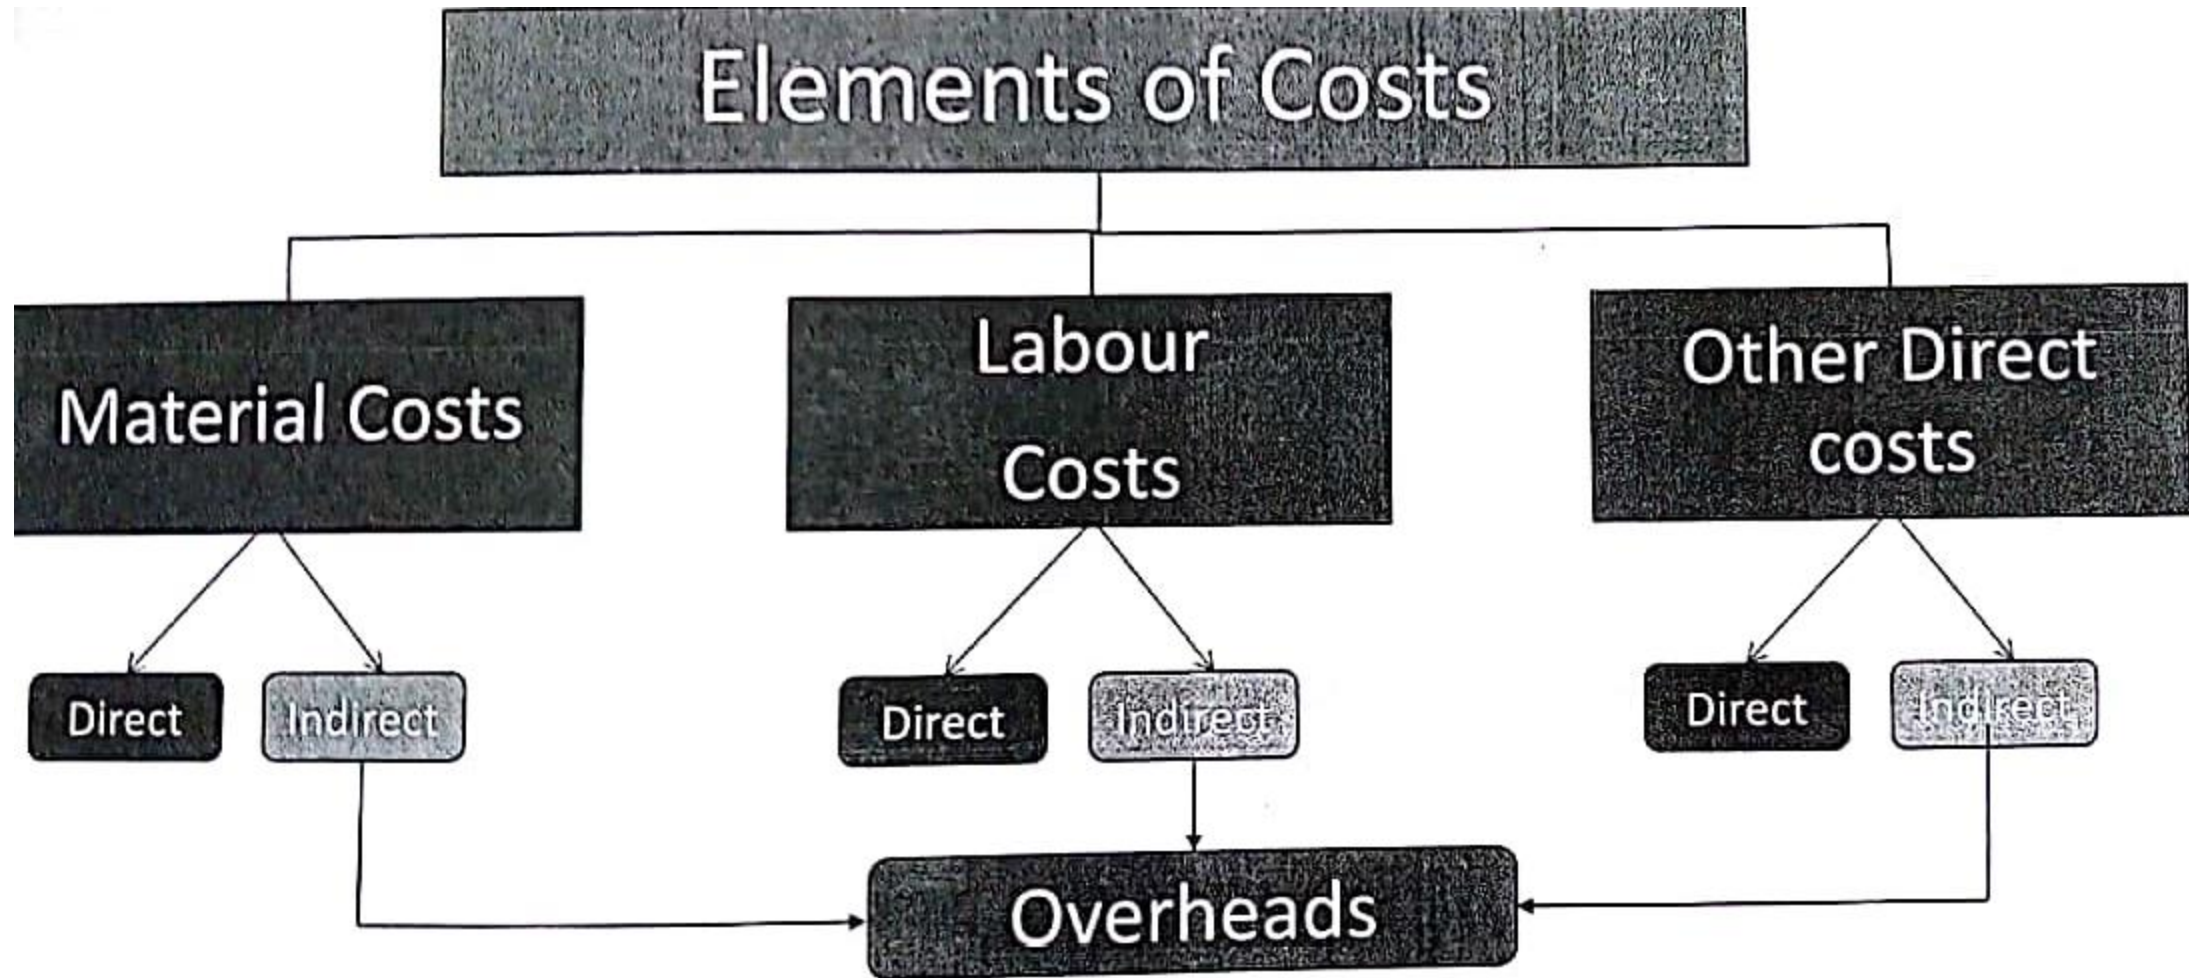 Elements of Costs
Material Costs
Labour
Costs
Other Direct
costs
Direct
Indirect
Direct
Indirect
Direct
Indirect
Overheads